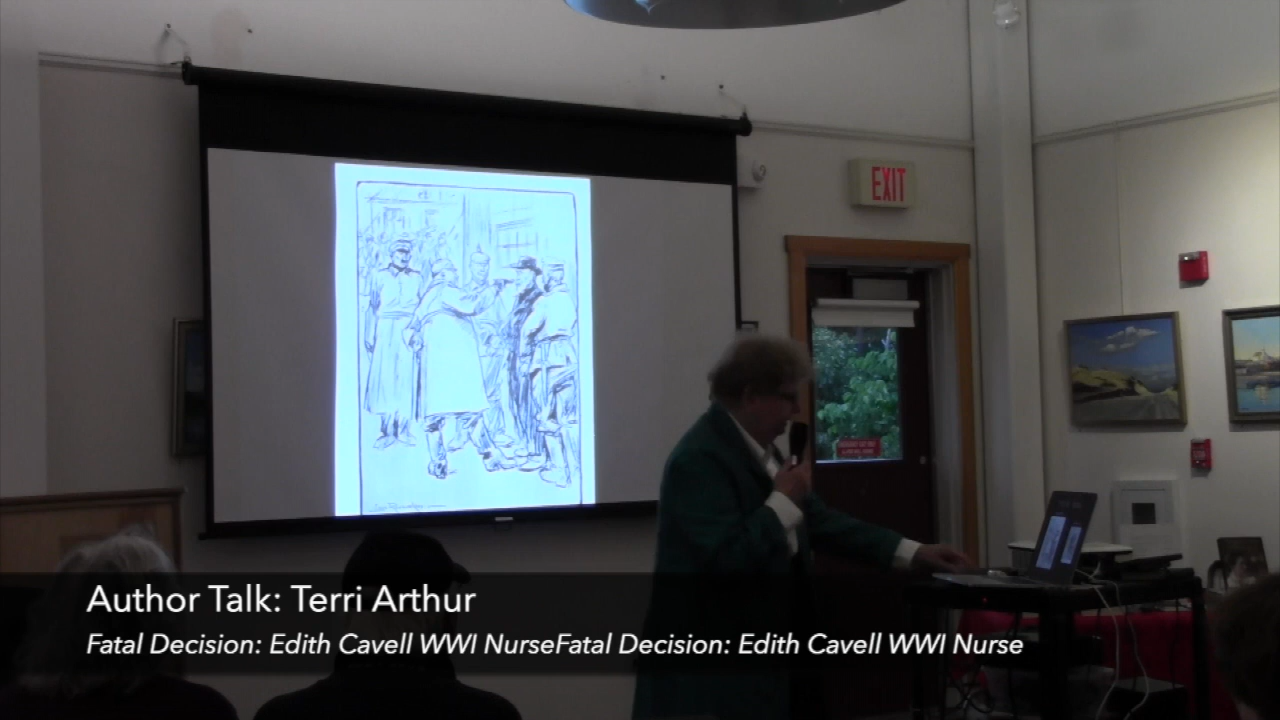 EXIT
Author Talk: Terri Arthur
Fatal Decision: Edith Cavell WWI NurseFatal Decision: Edith Cavell WWI Nurse